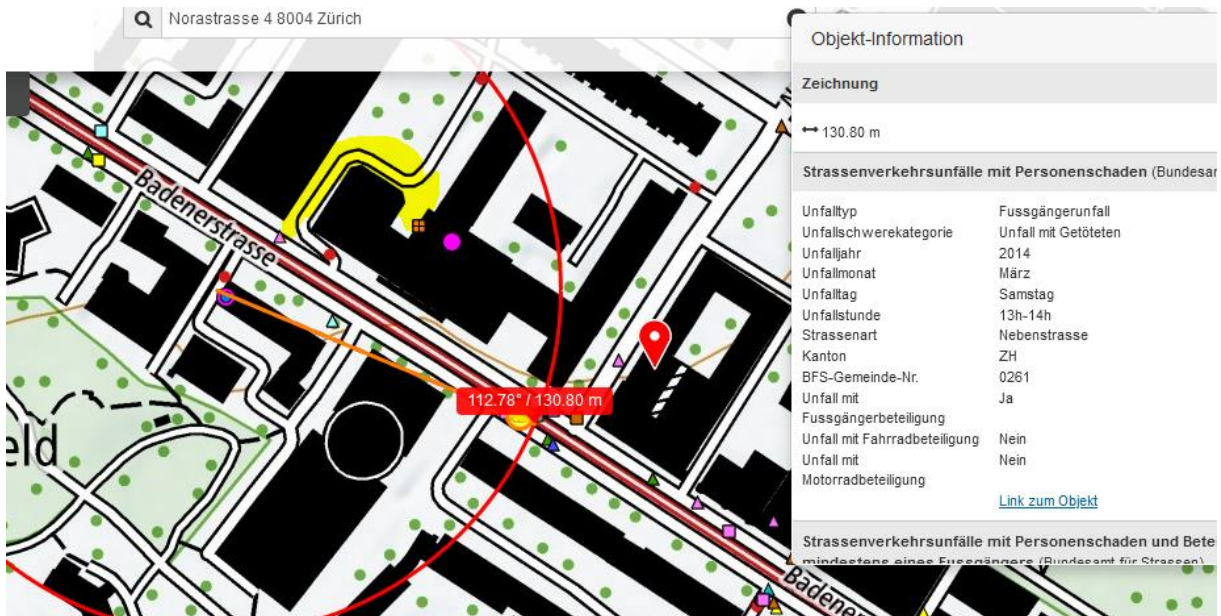 Norastrasse 4 8004 Zürich
Objekt-Information
Zeichnung
130.80 m
Strassenverkehrsunfälle mit Personenschaden (Bundesar
Unfalltyp Fussgängerunfall
Unfallschwerekategorie Unfall mit Getöteten
Unfalljahr 2014
Unfallmonat März
Unfalltag Samstag
Unfallstunde 13h-14h
Strassenart Nebenstrasse
Kanton ZH
BFS-Gemeinde-Nr. 0261
Unfall mit Ja
Fussgängerbeteiligung
Unfall mit Fahrradbeteiligung Nein
Unfall mit Nein
Motorradbeteiligung
Link zum Objekt
Strassenverkehrsunfälle mit Personenschaden und Bete
mindestens eines Fussgängers (Bundesamt für Strassen)
Badenerstrasse
112.78° / 130.80 m
eld
Badener